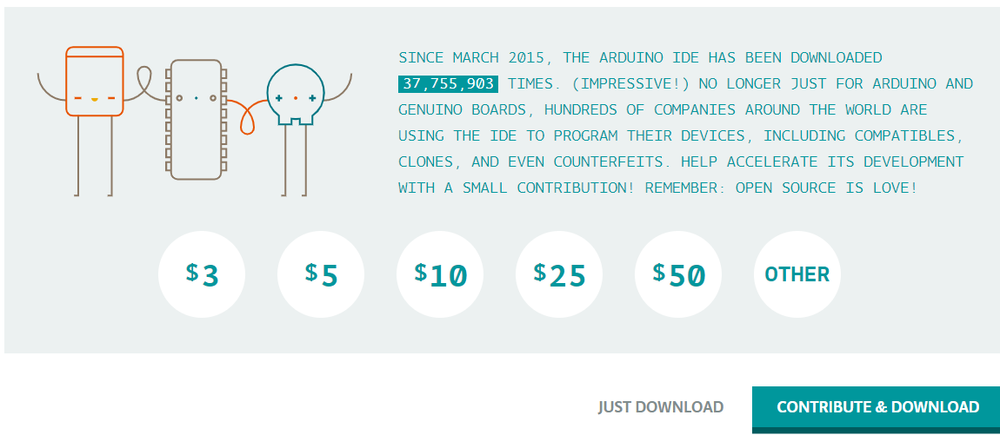 SINCE MARCH 2015, THE ARDUINO IDE HAS BEEN DOWNLOADED
37,755,903 TIMES. (IMPRESSIVE!) NO LONGER JUST FOR ARDUINO AND
GENUINO BOARDS, HUNDREDS OF COMPANIES AROUND THE WORLD ARE
USING THE IDE TO PROGRAM THEIR DEVICES, INCLUDING COMPATIBLES,
CLONES, AND EVEN COUNTERFEITS. HELP ACCELERATE ITS DEVELOPMENT
WITH A SMALL CONTRIBUTION! REMEMBER: OPEN SOURCE IS LOVE!
$3 $5 $10 $25 $50 OTHER
JUST DOWNLOAD CONTRIBUTE & DOWNLOAD